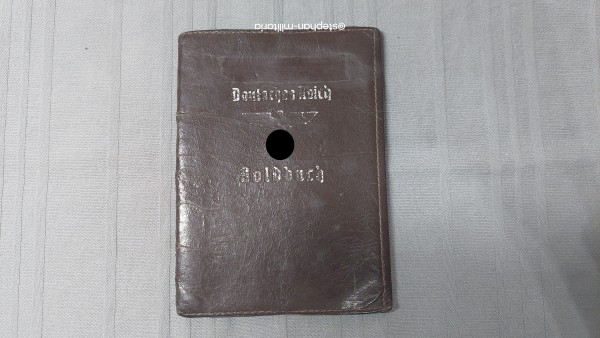 @stephan-militaria
Deutsches Reich
Soldbuch